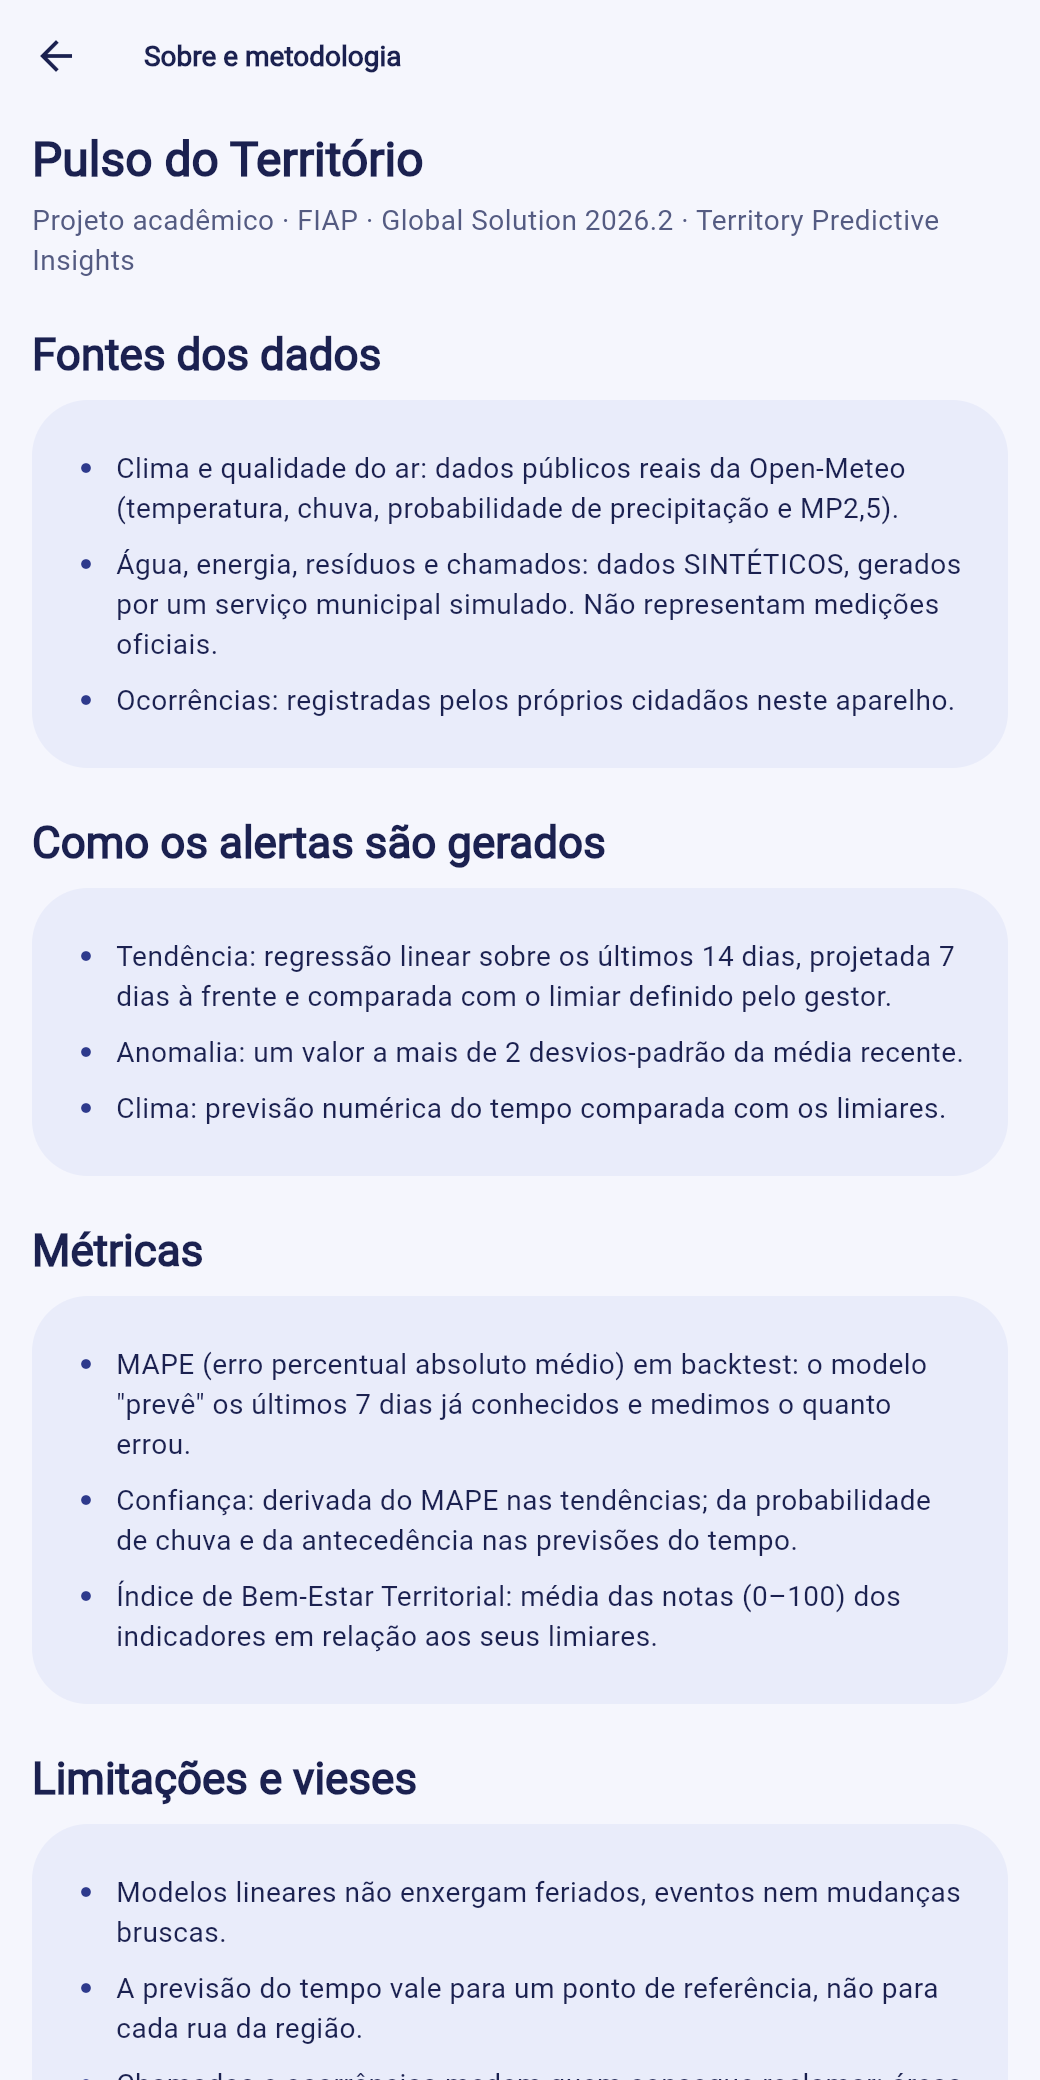 Sobre e metodologia
Pulso do Território
Projeto acadêmico · FIAP · Global Solution 2026.2 · Territory Predictive
Insights
Fontes dos dados
• Clima e qualidade do ar: dados públicos reais da Open-Meteo
(temperatura, chuva, probabilidade de precipitação e MP2,5).
• Água, energia, resíduos e chamados: dados SINTÉTICOS, gerados
por um serviço municipal simulado. Não representam medições
oficiais.
• Ocorrências: registradas pelos próprios cidadãos neste aparelho.
Como os alertas são gerados
• Tendência: regressão linear sobre os últimos 14 dias, projetada 7
dias à frente e comparada com o limiar definido pelo gestor.
• Anomalia: um valor a mais de 2 desvios-padrão da média recente.
• Clima: previsão numérica do tempo comparada com os limiares.
Métricas
• MAPE (erro percentual absoluto médio) em backtest: o modelo
"prevê" os últimos 7 dias já conhecidos e medimos o quanto
errou.
• Confiança: derivada do MAPE nas tendências; da probabilidade
de chuva e da antecedência nas previsões do tempo.
• Índice de Bem-Estar Territorial: média das notas (0–100) dos
indicadores em relação aos seus limiares.
Limitações e vieses
• Modelos lineares não enxergam feriados, eventos nem mudanças
bruscas.
• A previsão do tempo vale para um ponto de referência, não para
cada rua da região.